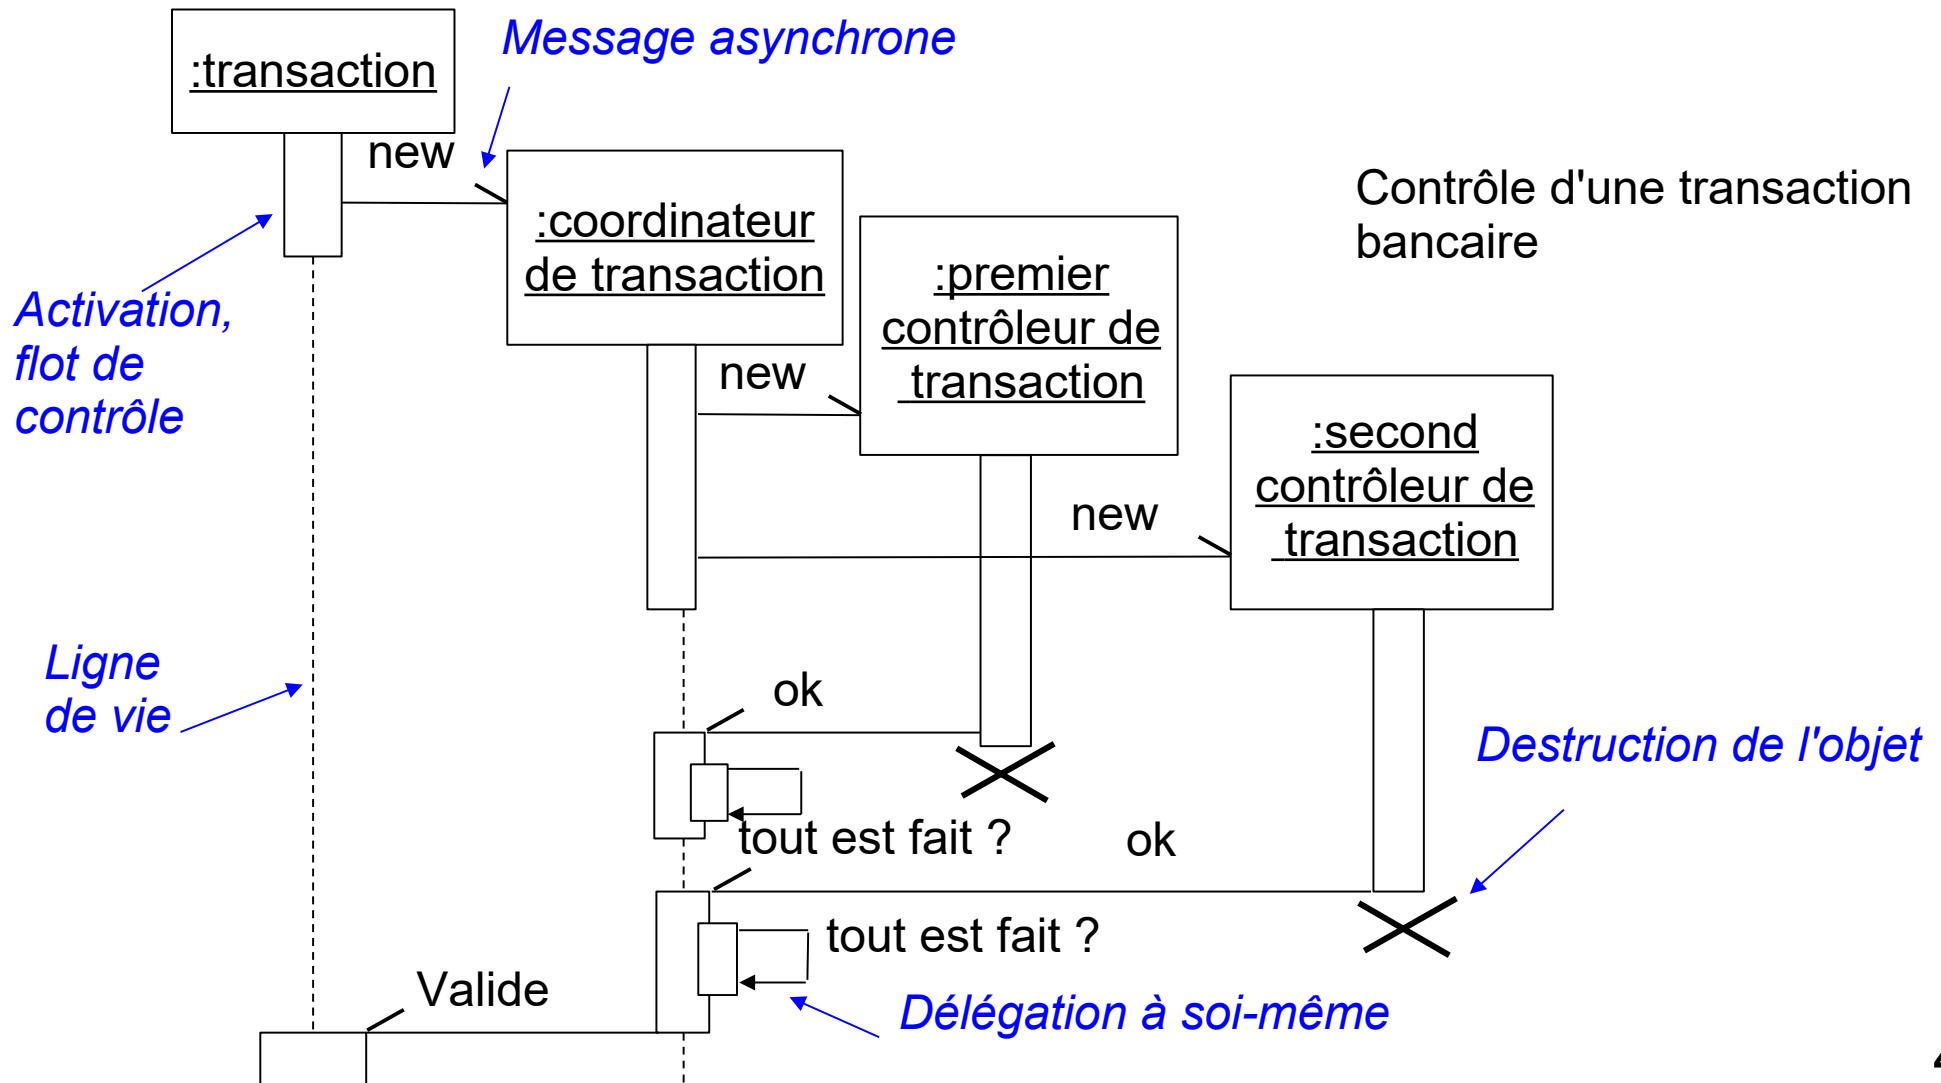 :transaction
Message asynchrone
new
:coordinateur
de transaction
Contrôle d'une transaction
bancaire
:premier
contrôleur de
transaction
Activation,
flot de
contrôle
new
:second
contrôleur de
transaction
new
Ligne
de vie
ok
Destruction de l'objet
tout est fait ?
ok
tout est fait ?
Valide
Délégation à soi-même